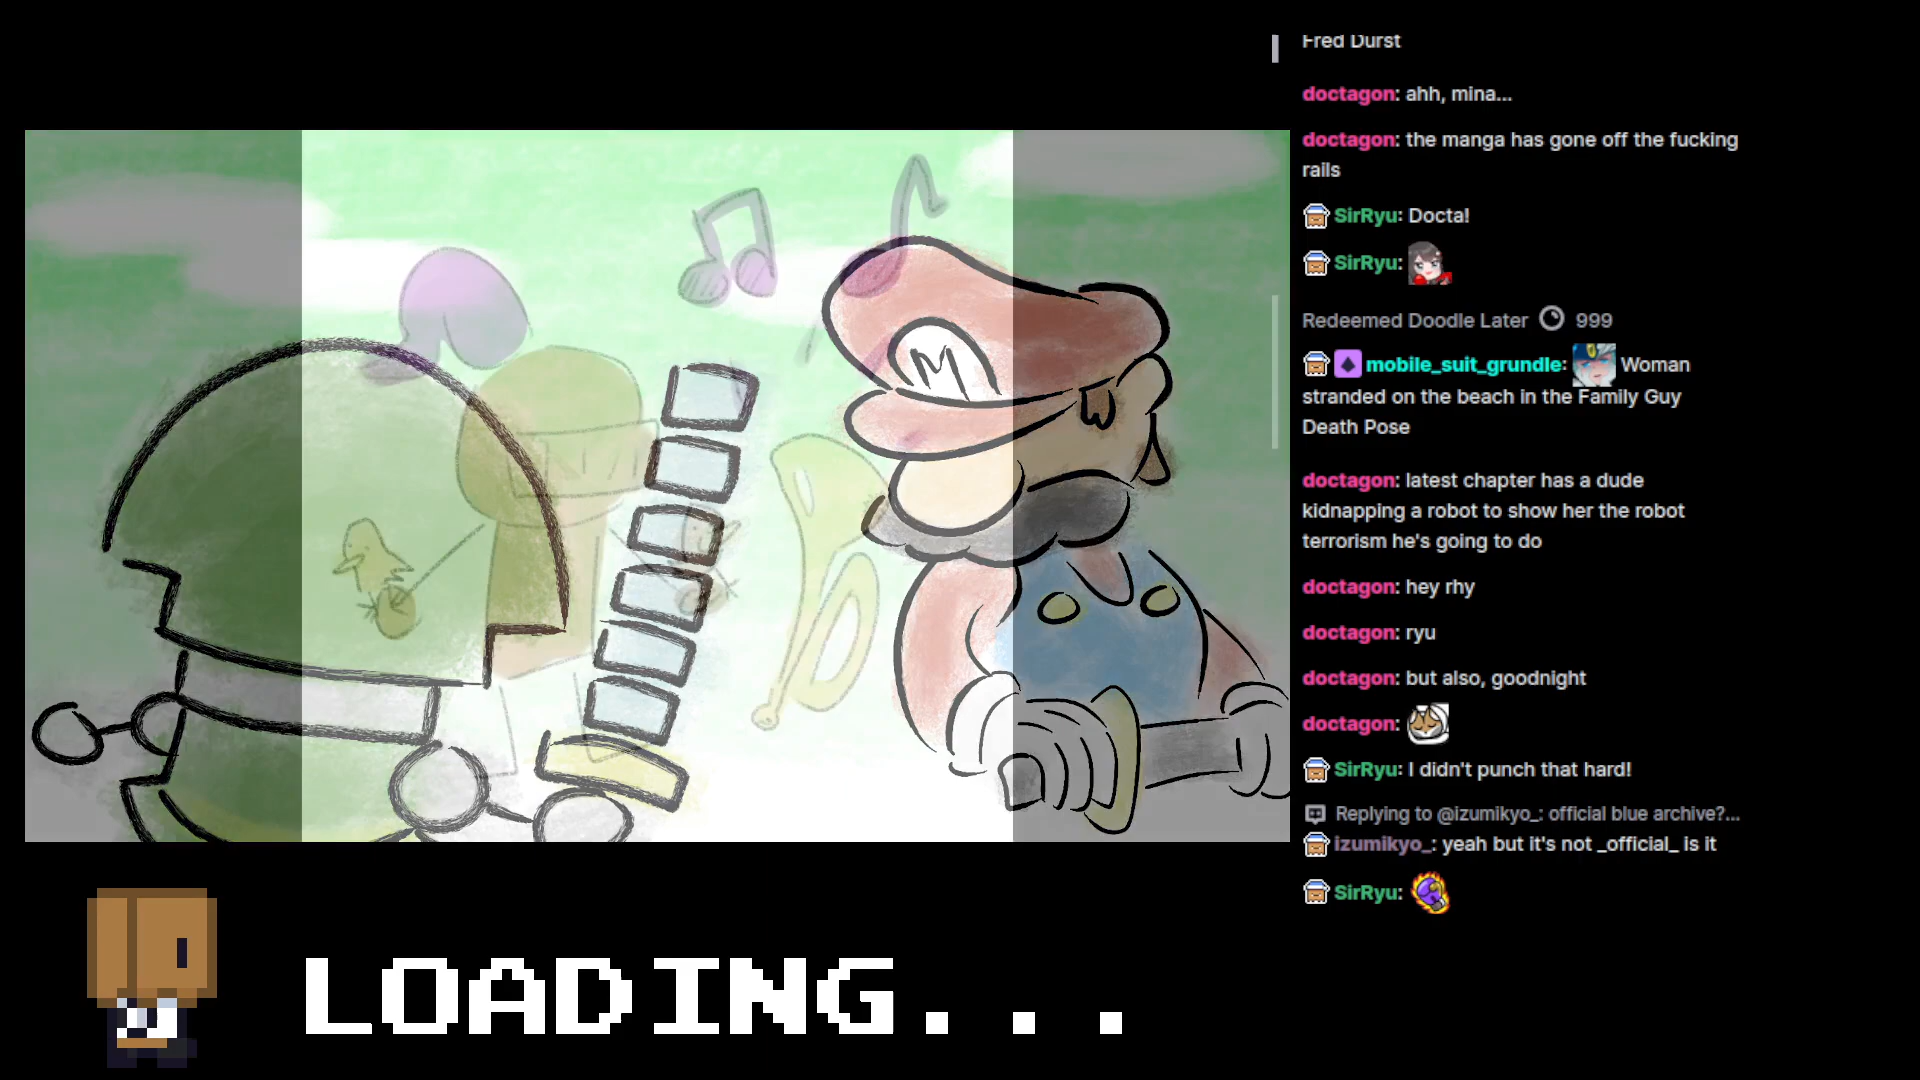 Fred Durst
doctagon: ahh, mina...
doctagon: the manga has gone off the fucking
rails
SirRyu: Docta!
SirRyu:
Redeemed Doodle Later 999
mobile_suit_grundle: Woman
stranded on the beach in the Family Guy
Death Pose
doctagon: latest chapter has a dude
kidnapping a robot to show her the robot
terrorism he's going to do
doctagon: hey rhy
doctagon: ryu
doctagon: but also, goodnight
doctagon:
SirRyu: I didn't punch that hard!
Replying to @izumikyo_: official blue archive?...
izumikyo_: yeah but it's not _official_ is it
SirRyu:
M
LOADING...